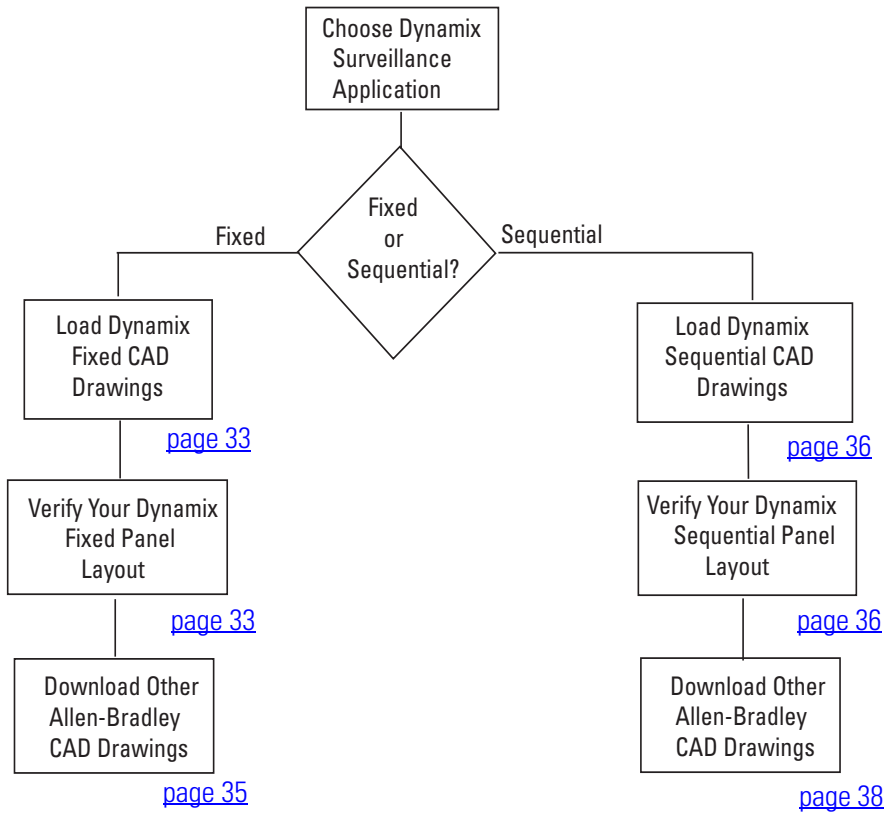 Choose Dynamix
Surveillance
Application
Fixed
or
Sequential?
Fixed
Sequential
Load Dynamix
Fixed CAD
Drawings
page 33
Verify Your Dynamix
Fixed Panel
Layout
page 33
Download Other
Allen-Bradley
CAD Drawings
page 35
Load Dynamix
Sequential CAD
Drawings
page 36
Verify Your Dynamix
Sequential Panel
Layout
page 36
Download Other
Allen-Bradley
CAD Drawings
page 38